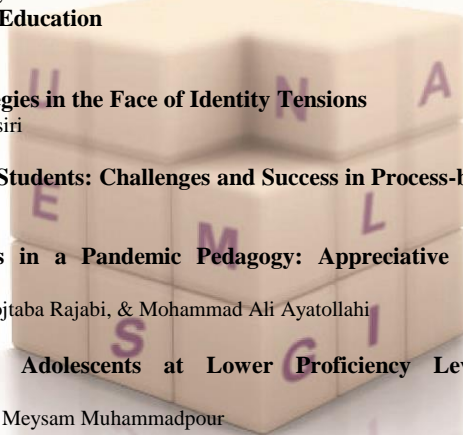 Education
U N A
egies in the Face of Identity Tensions
siri
Students: Challenges and Success in Process-b
E M L
s in a Pandemic Pedagogy: Appreciative
ojtaba Rajabi, & Mohammad Ali Ayatollahi
S G I
Adolescents at Lower Proficiency Lev
Meysam Muhammadpour